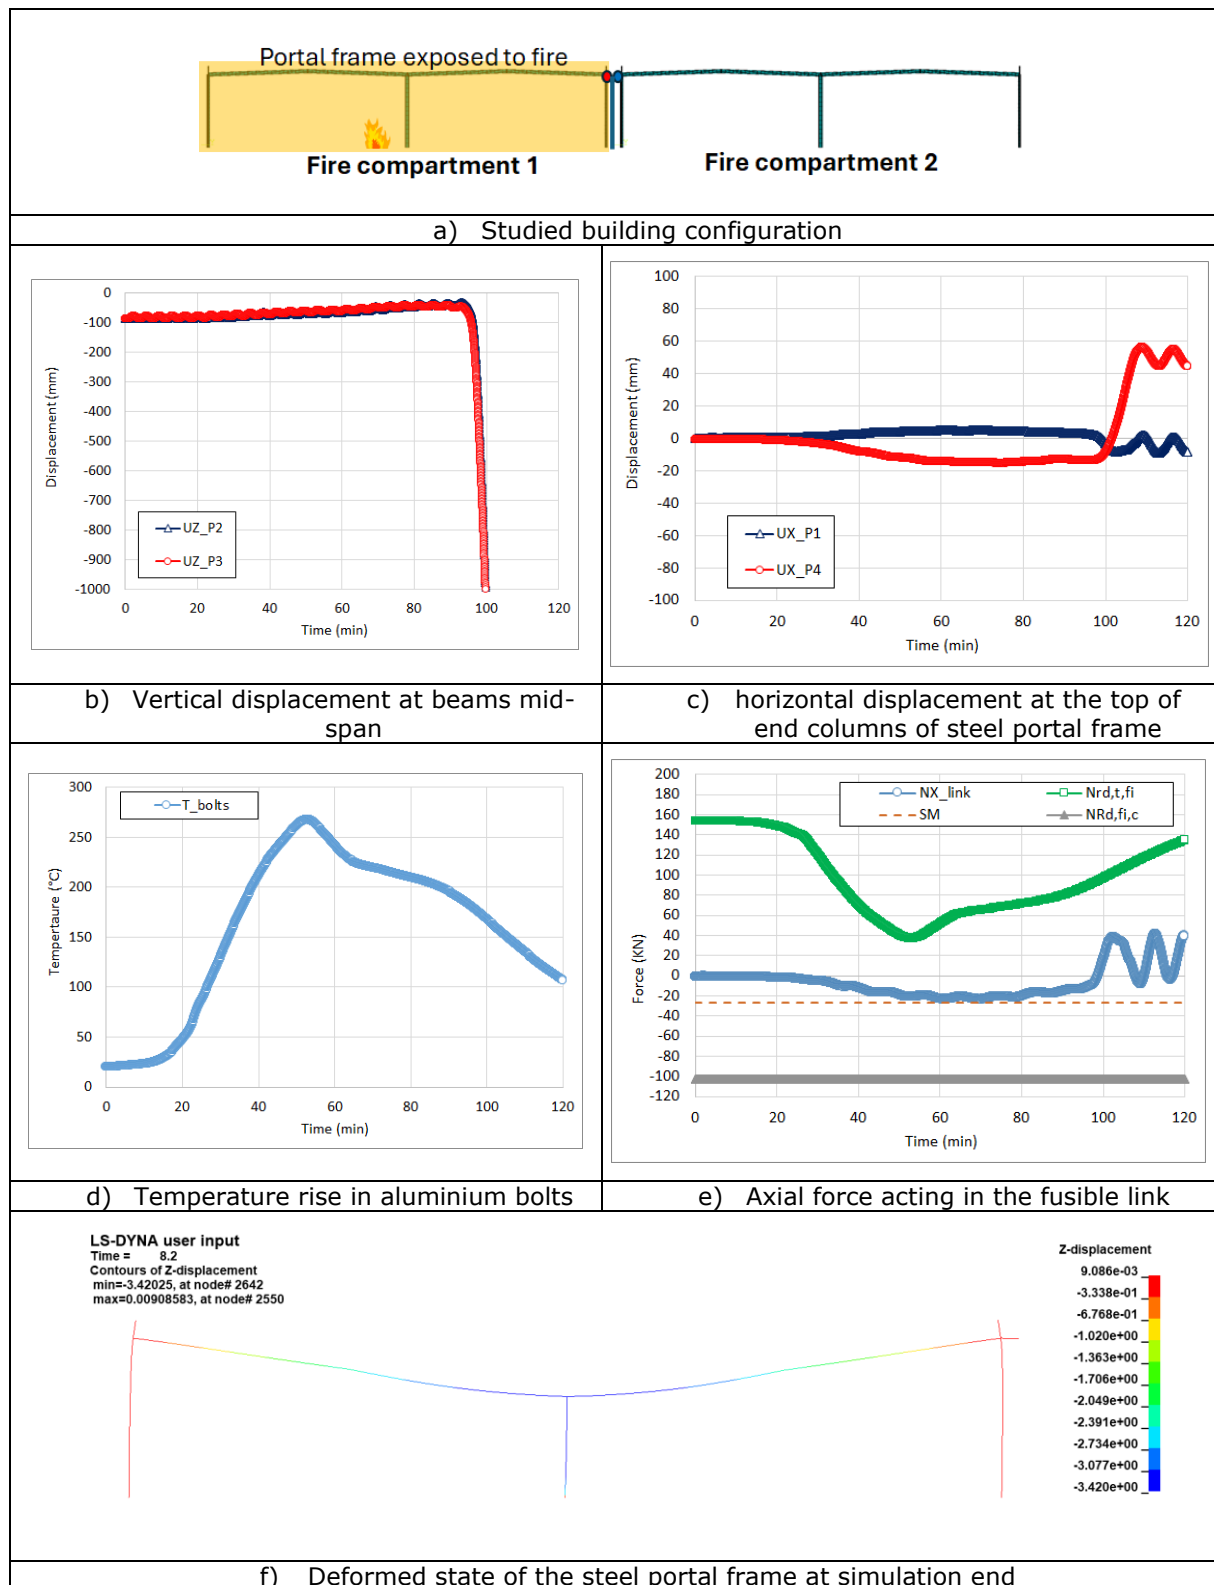 Portal frame exposed to fire
Fire compartment 1
Fire compartment 2
a) Studied building configuration
0
-100
-200
-300
-400
-500
-600
-700
-800
-900
-1000
Displacement (mm)
UZ_P2
UZ_P3
0 20 40 60 80 100 120
Time (min)
100
80
60
40
20
0
-20
-40
-60
-80
-100
Displacement (mm)
UX_P1
UX_P4
0 20 40 60 80 100 120
Time (min)
b) Vertical displacement at beams mid-
span
c) horizontal displacement at the top of
end columns of steel portal frame
300
250
200
150
100
50
0
Tempertaure (°C)
T_bolts
0 20 40 60 80 100 120
Time (min)
200
180
160
140
120
100
80
60
40
20
0
-20
-40
-60
-80
-100
-120
Force (KN)
NX_link Nrd,t,fi
SM NRd,fi,c
0 20 40 60 80 100 120
Time (min)
d) Temperature rise in aluminium bolts
e) Axial force acting in the fusible link
LS-DYNA user input
Time = 8.2
Contours of Z-displacement
min=-3.42025, at node# 2642
max=0.00908583, at node# 2550
Z-displacement
9.086e-03
-3.338e-01
-6.768e-01
-1.020e+00
-1.363e+00
-1.706e+00
-2.049e+00
-2.391e+00
-2.734e+00
-3.077e+00
-3.420e+00
f) Deformed state of the steel portal frame at simulation end